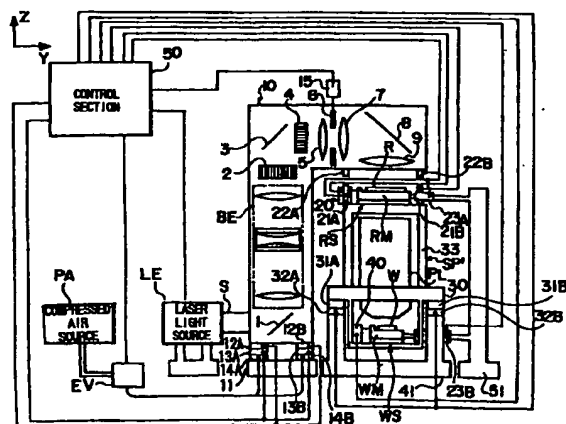 Z
Y
50
CONTROL
SECTION
10
15
4
6
7
3
8
9
5
2
R
22B
22A
20
21A
23A
21B
BE
RS
RM
33
SP'
PL
PA
LE
S
32A
31A
40
W
30
31B
COMPRESSED
AIR
SOURCE
LASER
LIGHT
SOURCE
1
12B
32B
12A
13A
14A
11
EV
13B
14B
WM
WS
41
23B
51